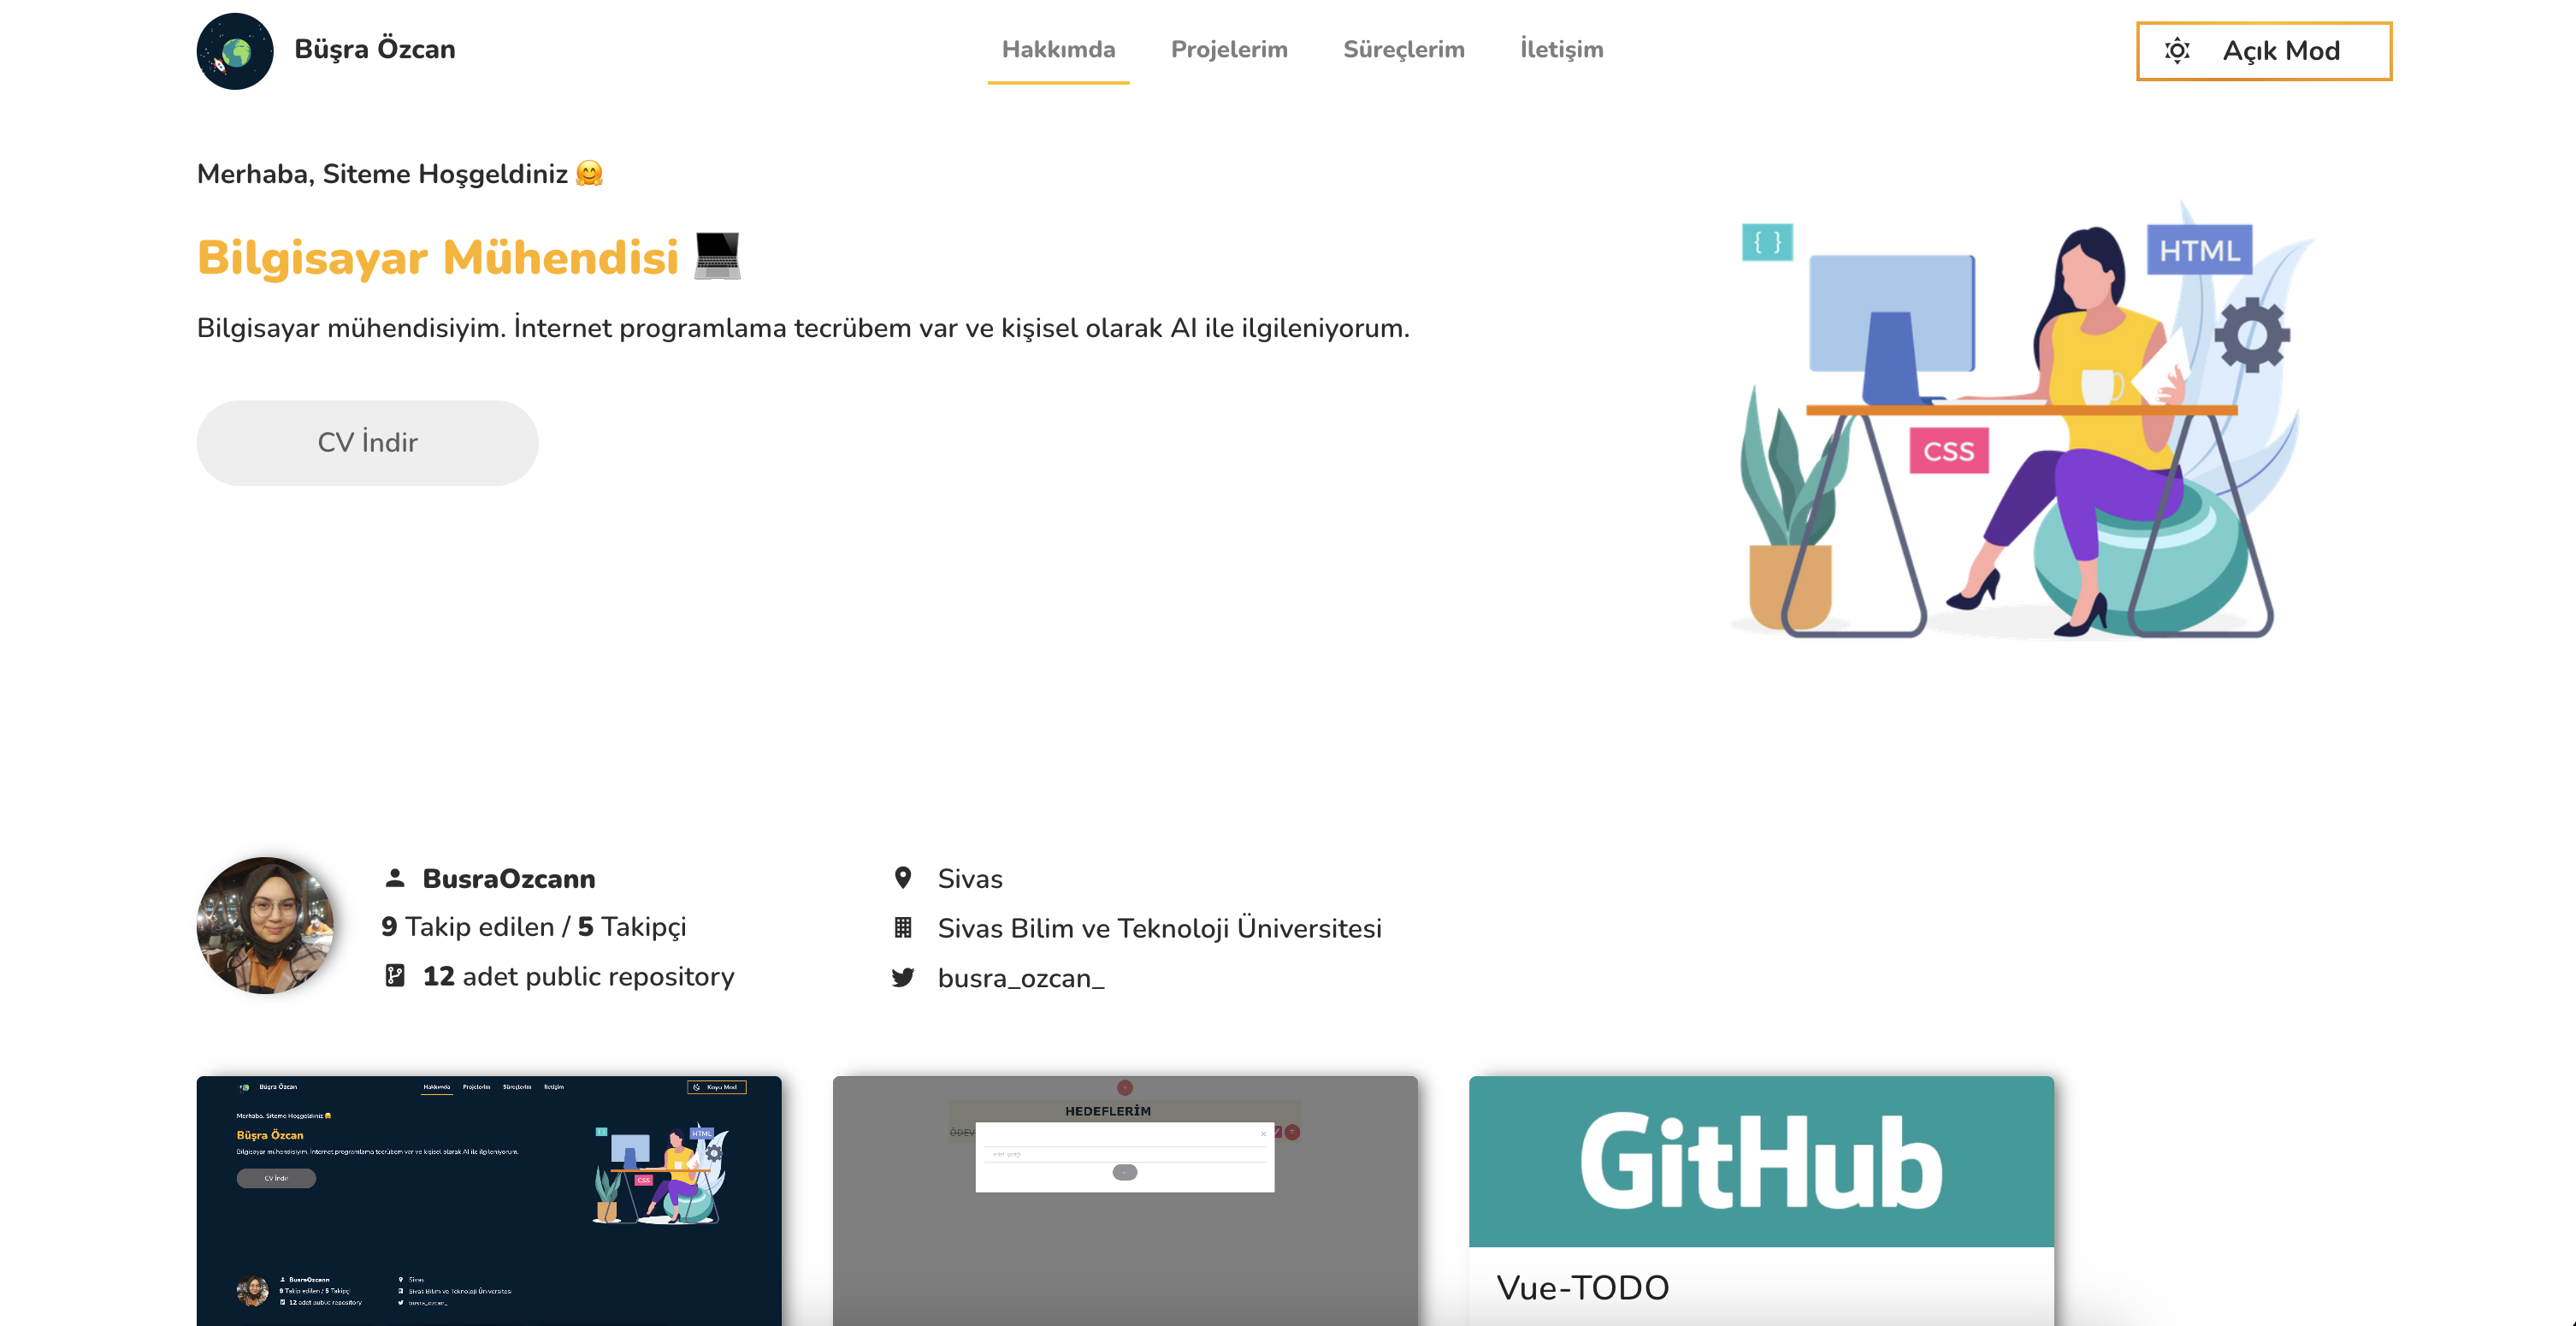 Büşra Özcan
Hakkımda Projelerim Süreçlerim İletişim
Açık Mod
Merhaba, Siteme Hoşgeldiniz 🤗
Bilgisayar Mühendisi 💻
Bilgisayar mühendisiyim. İnternet programlama tecrübem var ve kişisel olarak AI ile ilgileniyorum.
CV İndir
{ }
HTML
CSS
BusraOzcann
9 Takip edilen / 5 Takipçi
12 adet public repository
Sivas
Sivas Bilim ve Teknoloji Üniversitesi
busra_ozcan_
Büşra Özcan
Hakkımda Projelerim Süreçlerim İletişim
Koyu Mod
Merhaba, Siteme Hoşgeldiniz 🤗
Büşra Özcan
Bilgisayar mühendisiyim. İnternet programlama tecrübem var ve kişisel olarak AI ile ilgileniyorum.
CV İndir
{ }
HTML
CSS
BusraOzcann
9 Takip edilen / 5 Takipçi
12 adet public repository
Sivas
Sivas Bilim ve Teknoloji Üniversitesi
busra_ozcan_
HEDEFLERİM
ÖDEV
GitHub
Vue-TODO